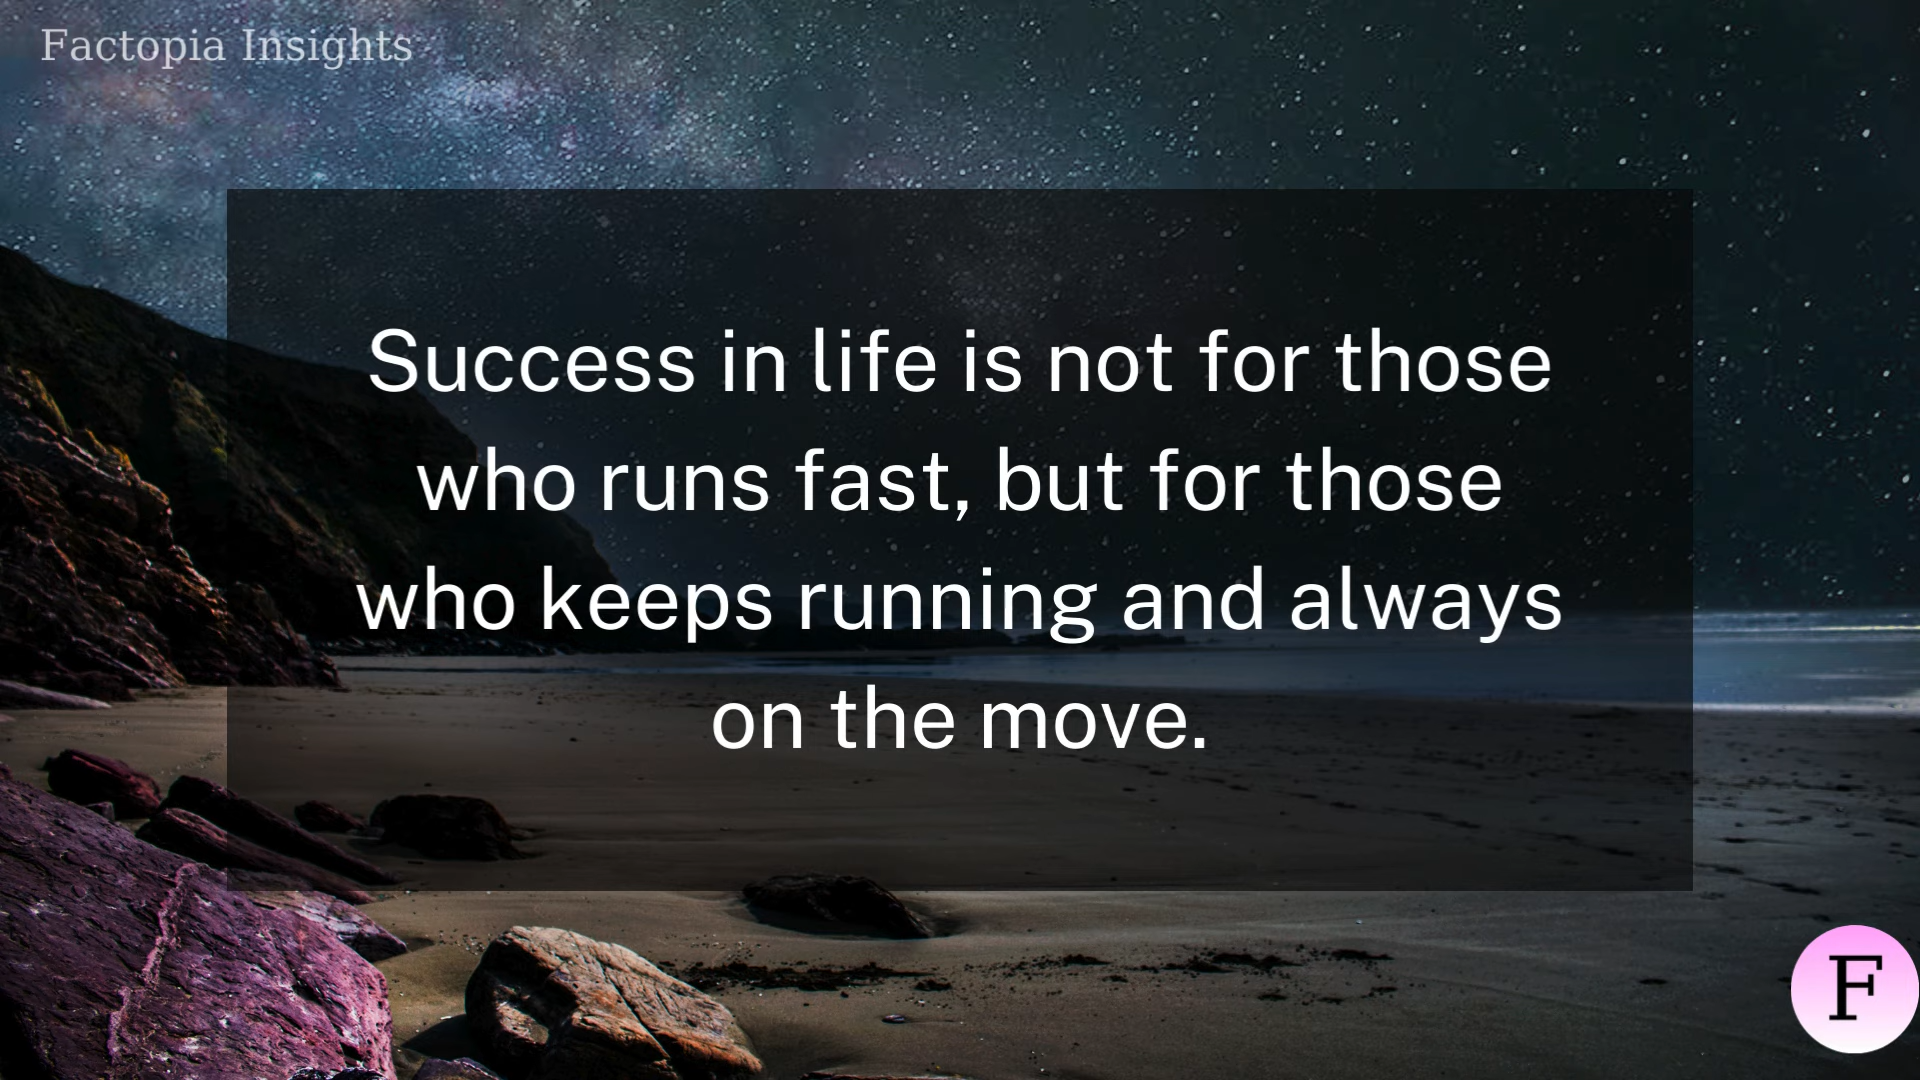 Factopia Insights
Success in life is not for those
who runs fast, but for those
who keeps running and always
on the move.
F